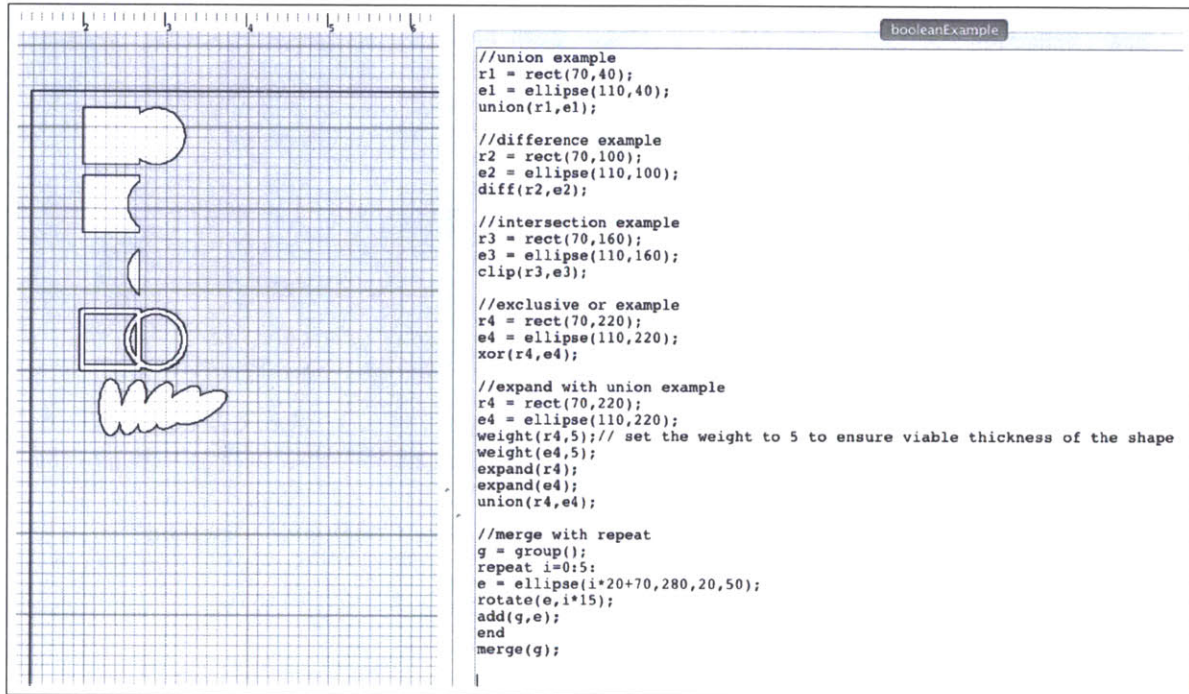 2 3 4 5 6
booleanExample
//union example
r1 = rect(70,40);
e1 = ellipse(110,40);
union(r1,e1);
//difference example
r2 = rect(70,100);
e2 = ellipse(110,100);
diff(r2,e2);
//intersection example
r3 = rect(70,160);
e3 = ellipse(110,160);
clip(r3,e3);
//exclusive or example
r4 = rect(70,220);
e4 = ellipse(110,220);
xor(r4,e4);
//expand with union example
r4 = rect(70,220);
e4 = ellipse(110,220);
weight(r4,5);// set the weight to 5 to ensure viable thickness of the shape
weight(e4,5);
expand(r4);
expand(e4);
union(r4,e4);
//merge with repeat
g = group();
repeat i=0:5:
e = ellipse(i*20+70,280,20,50);
rotate(e,i*15);
add(g,e);
end
merge(g);